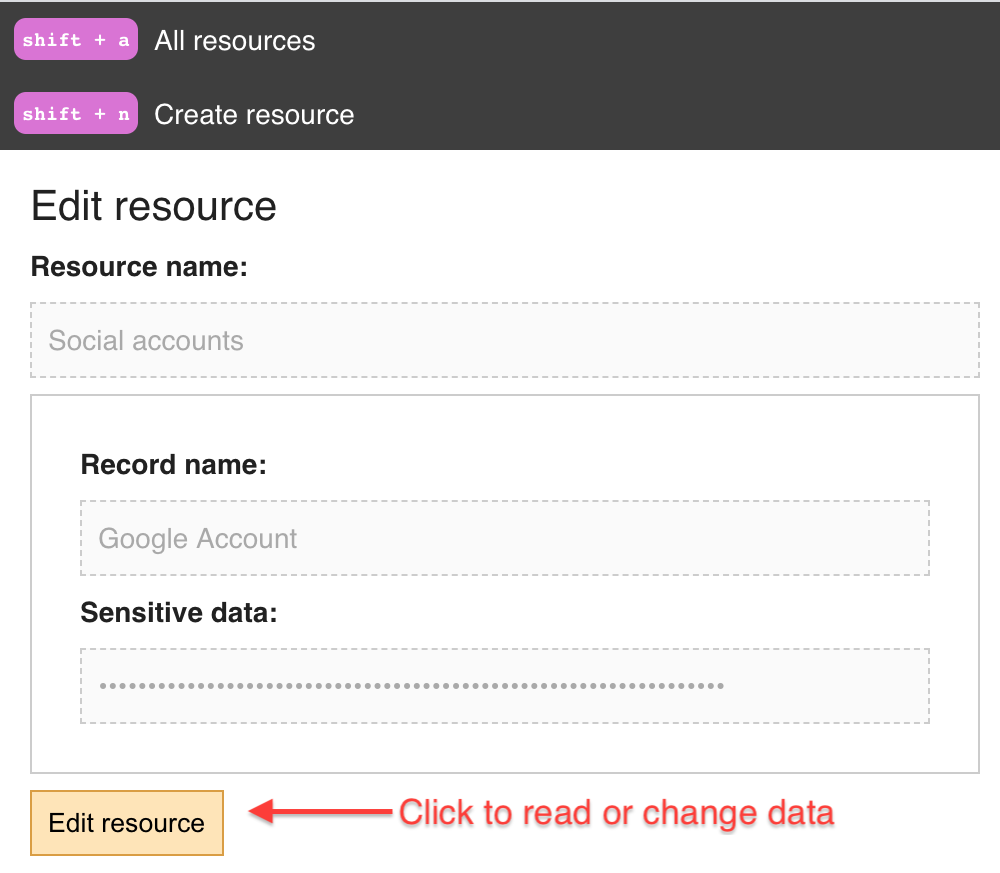 shift + a All resources
shift + n Create resource
Edit resource
Resource name:
Social accounts
Record name:
Google Account
Sensitive data:
••••••••••••••••••••••••••••••••••••••••••••••••••••••••••••••••
Edit resource
Click to read or change data